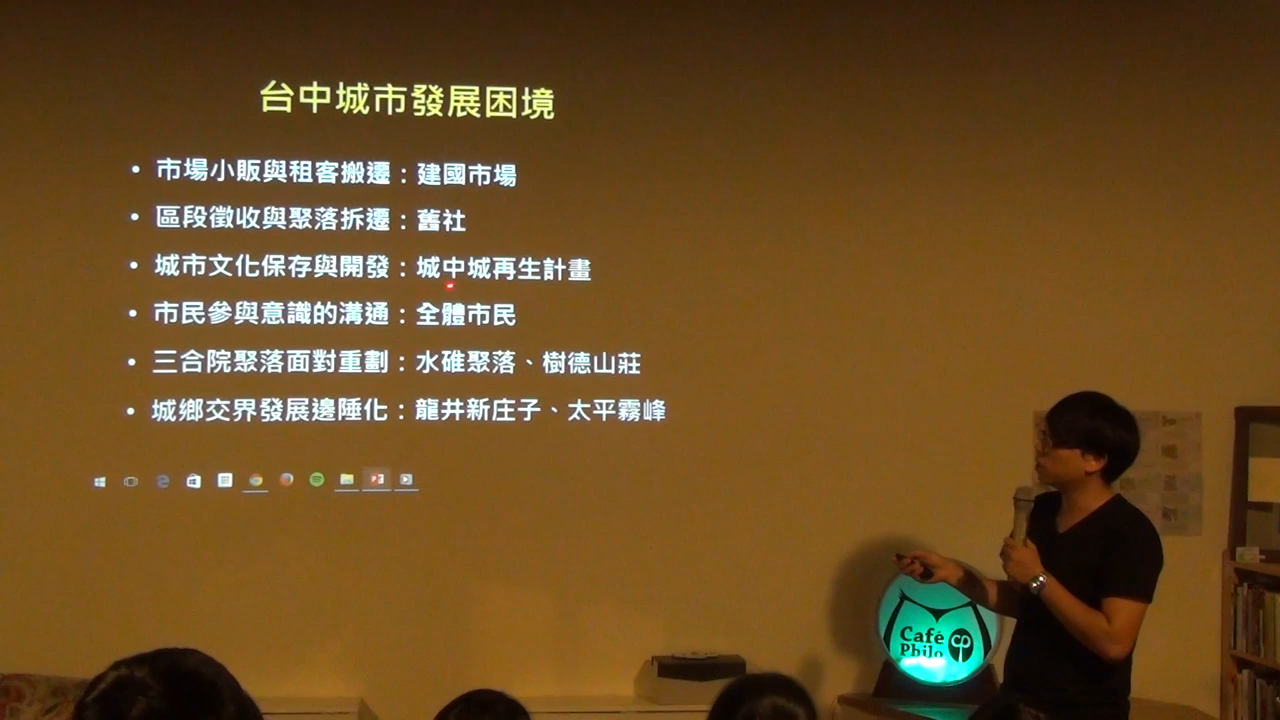 台中城市發展困境
• 市場小販與租客搬遷：建國市場
• 區段徵收與聚落拆遷：舊社
• 城市文化保存與開發：城中城再生計畫
• 市民參與意識的溝通：全體市民
• 三合院聚落面對重劃：水碓聚落、樹德山莊
• 城鄉交界發展邊陲化：龍井新庄子、太平霧峰
Café
Philo
cp